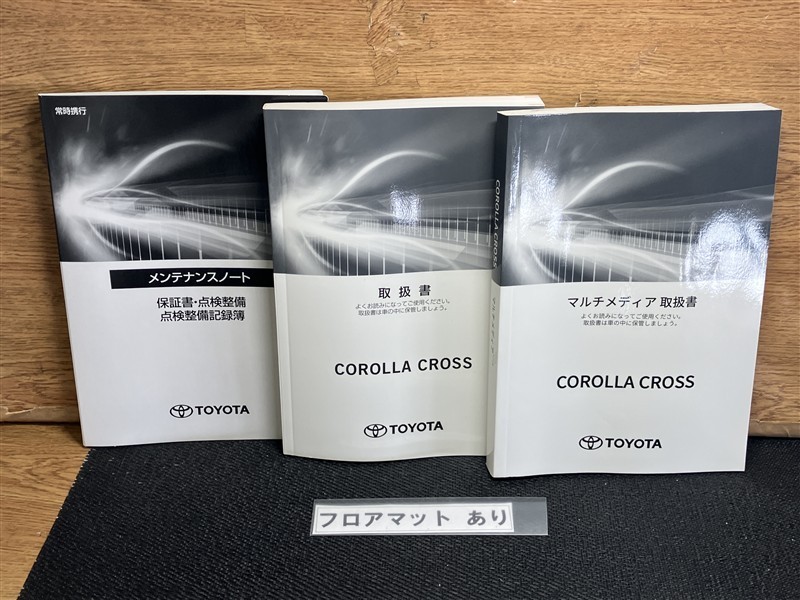 常時携行
メンテナンスノート
保証書・点検整備
点検整備記録簿
TOYOTA
取扱書
よくお読みになってご使用ください。
取扱書は車の中に保管しましょう。
COROLLA CROSS
TOYOTA
COROLLA CROSS
マルチメディア 取扱書
よくお読みになってご使用ください。
取扱書は車の中に保管しましょう。
COROLLA CROSS
TOYOTA
フロアマット あり